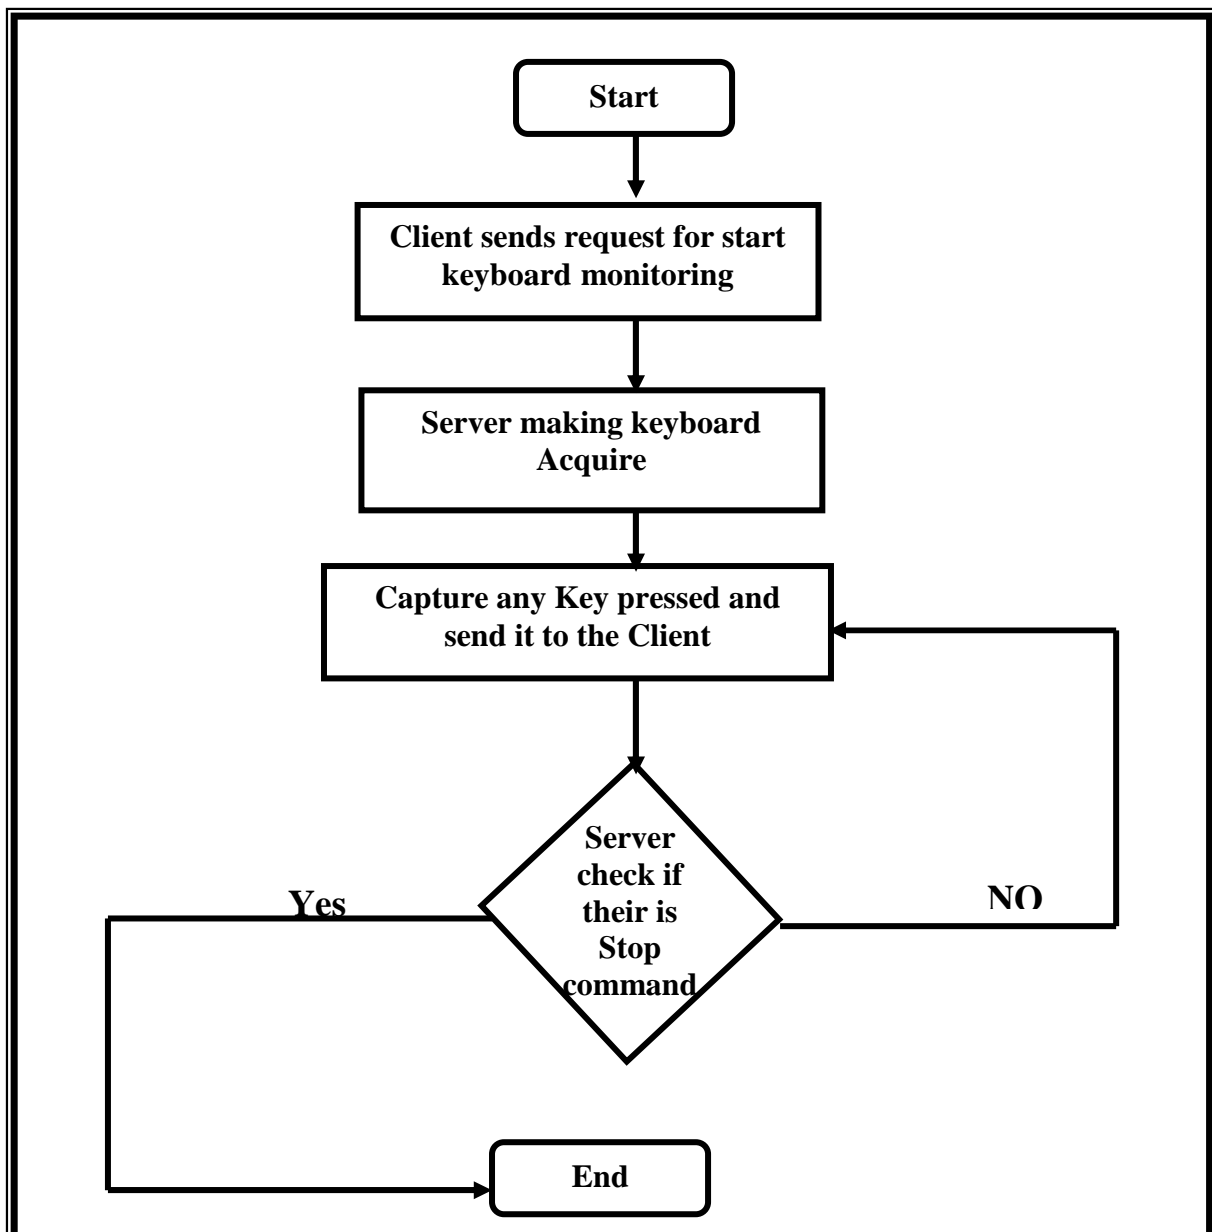 Start
Client sends request for start
keyboard monitoring
Server making keyboard
Acquire
Capture any Key pressed and
send it to the Client
Server
check if
their is
Stop
command
Yes
NO
End